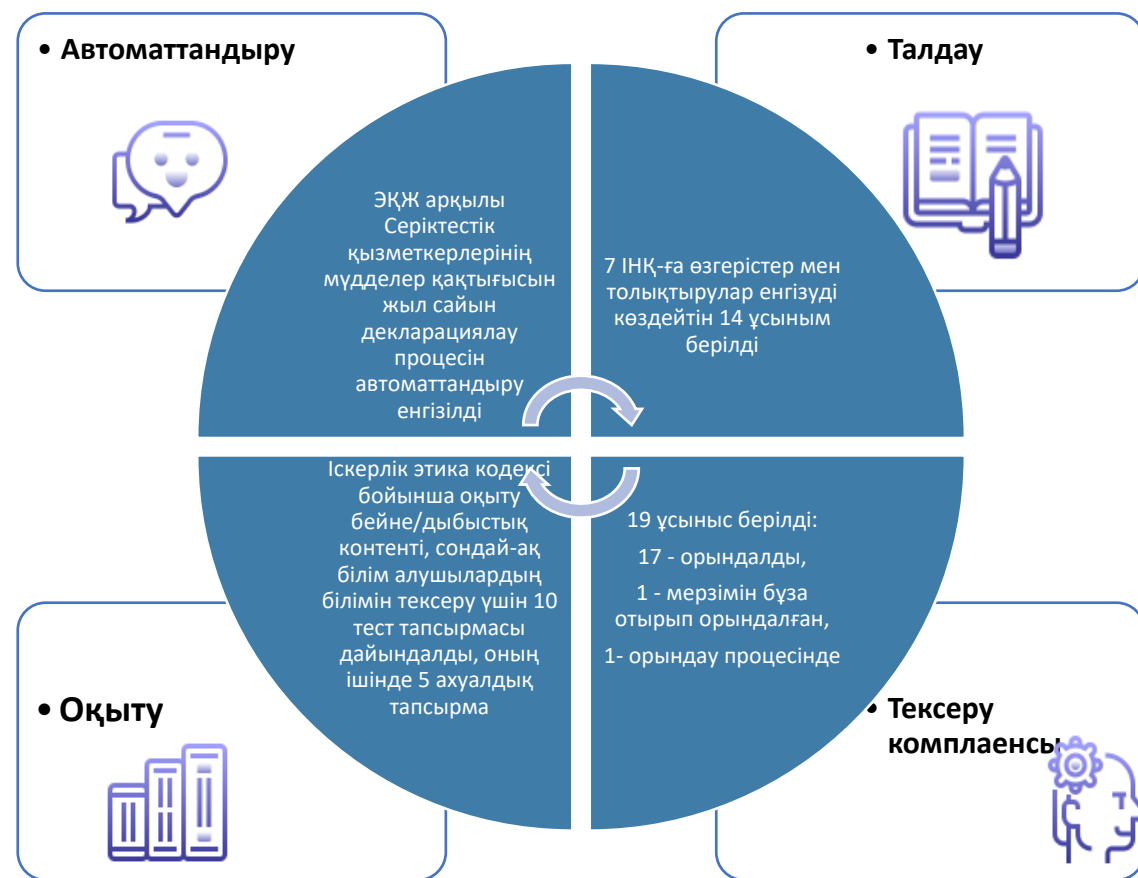 • Автоматтандыру
ЭҚЖ арқылы
Серіктестік
қызметкерлерінің
мүдделер қақтығысын
жыл сайын
декларациялау
процесін
автоматтандыру
енгізілді
• Талдау
7 ІНҚ-ға өзгерістер мен
толықтырулар енгізуді
көздейтін 14 ұсыным
берілді
Іскерлік этика кодексі
бойынша оқыту
бейне/дыбыстық
контенті, сондай-ақ
білім алушылардың
білімін тексеру үшін 10
тест тапсырмасы
дайындалды, оның
ішінде 5 ахуалдық
тапсырма
• Оқыту
19 ұсыныс берілді:
17 - орындалды,
1 - мерзімін бұза
отырып орындалған,
1- орындау процесінде
• Тексеру
комплаенсы